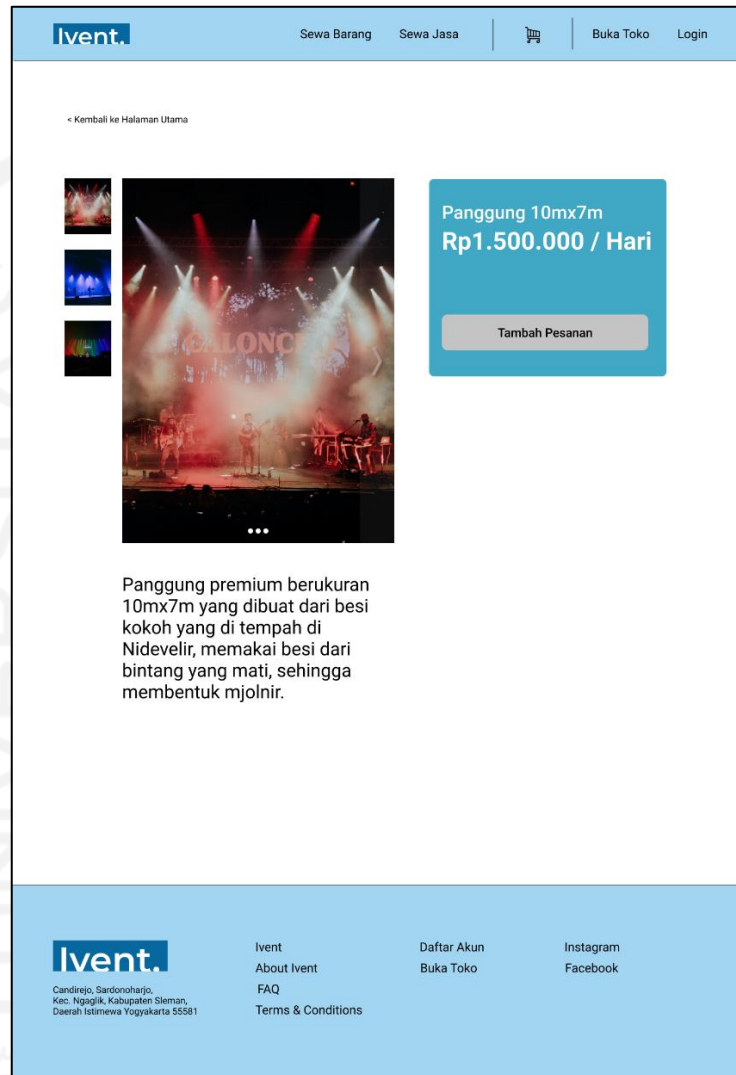 Ivent.
Sewa Barang
Sewa Jasa
Buka Toko
Login
< Kembali ke Halaman Utama
Panggung 10mx7m
Rp1.500.000 / Hari
Tambah Pesanan
Panggung premium berukuran
10mx7m yang dibuat dari besi
kokoh yang di tempah di
Nidevelir, memakai besi dari
bintang yang mati, sehingga
membentuk mjolnir.
Ivent.
Candirejo, Sardonoharjo,
Kec. Ngaglik, Kabupaten Sleman,
Daerah Istimewa Yogyakarta 55581
Ivent
About Ivent
FAQ
Terms & Conditions
Daftar Akun
Buka Toko
Instagram
Facebook